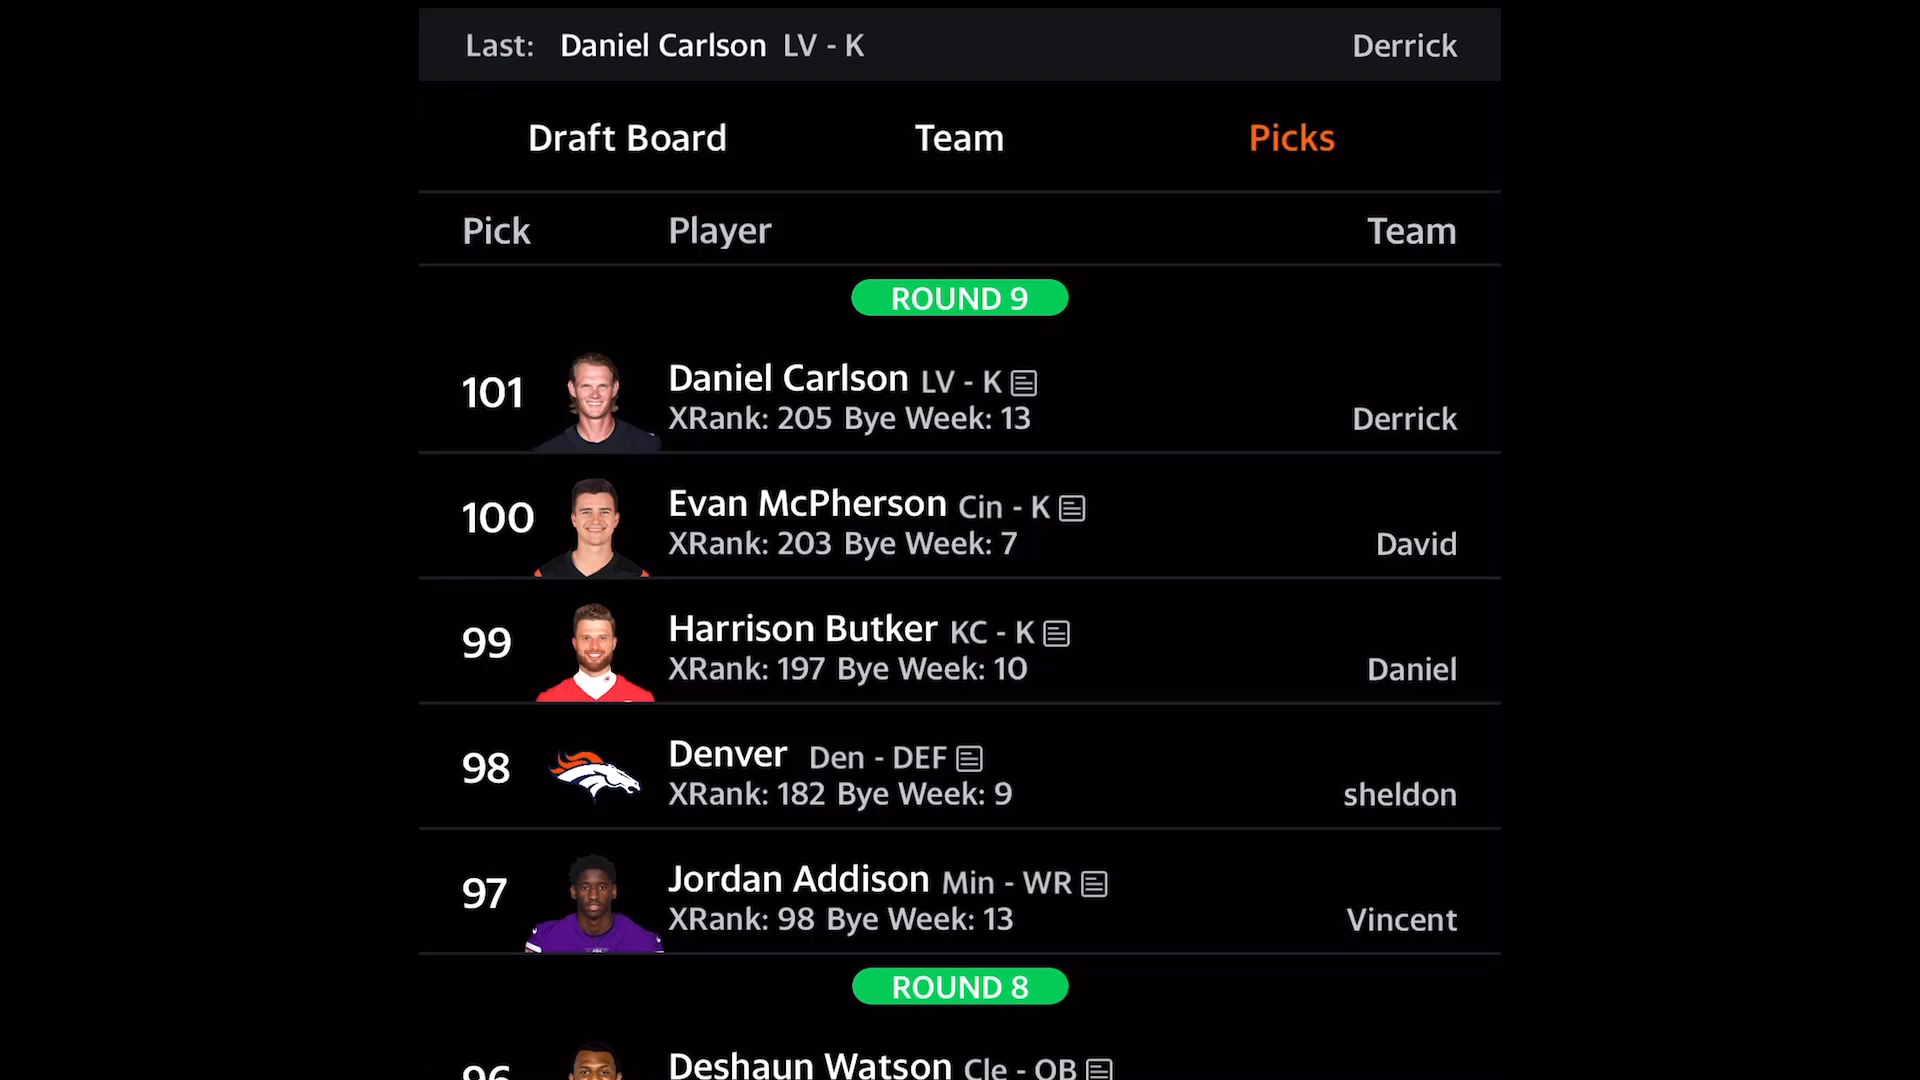 Last: Daniel Carlson LV - K Derrick
Draft Board Team Picks
Pick Player Team
ROUND 9
101 Daniel Carlson LV - K
XRank: 205 Bye Week: 13 Derrick
100 Evan McPherson Cin - K
XRank: 203 Bye Week: 7 David
99 Harrison Butker KC - K
XRank: 197 Bye Week: 10 Daniel
98 Denver Den - DEF
XRank: 182 Bye Week: 9 sheldon
97 Jordan Addison Min - WR
XRank: 98 Bye Week: 13 Vincent
ROUND 8
96 Deshaun Watson Cle - QB